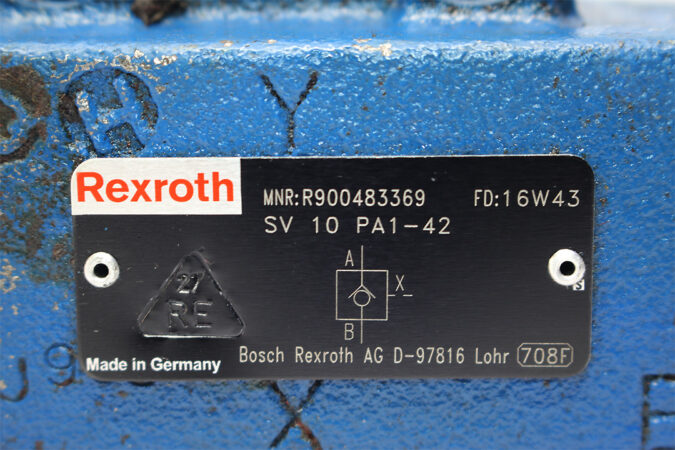 H Y
Rexroth
MNR:R900483369 FD:16W43
SV 10 PA1-42
A
X
B
27
RE
Made in Germany
Bosch Rexroth AG D-97816 Lohr 708F
X